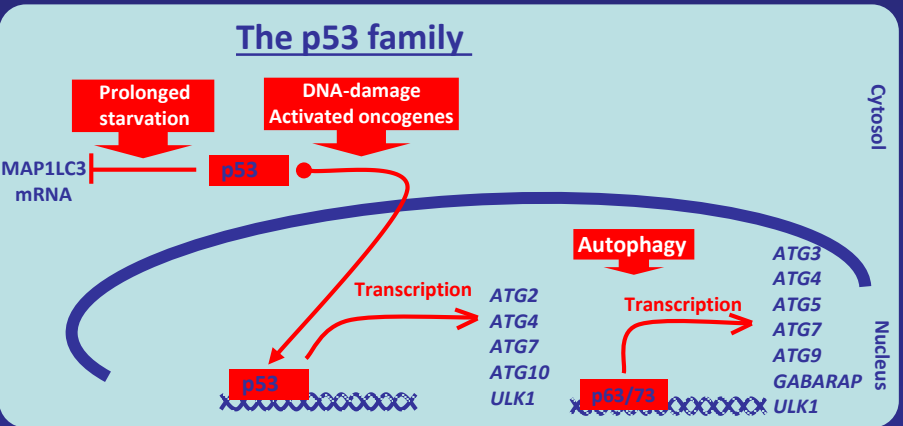 The p53 family
Prolonged
starvation
DNA-damage
Activated oncogenes
Cytosol
MAP1LC3
mRNA
p53
Autophagy
Transcription
ATG2
ATG4
ATG7
ATG10
ULK1
Transcription
ATG3
ATG4
ATG5
ATG7
ATG9
GABARAP
ULK1
Nucleus
p53
p63/73